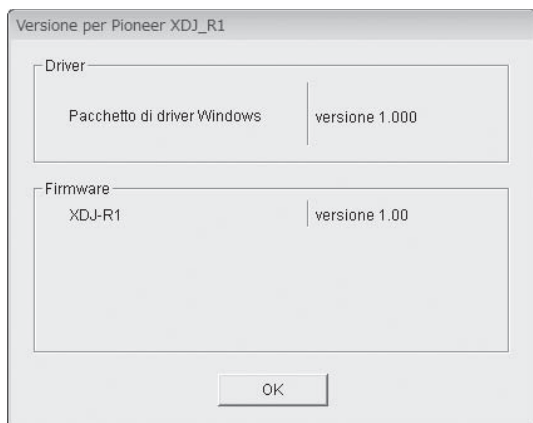 Versione per Pioneer XDJ_R1
Driver
Pacchetto di driver Windows versione 1.000
Firmware
XDJ-R1 versione 1.00
OK